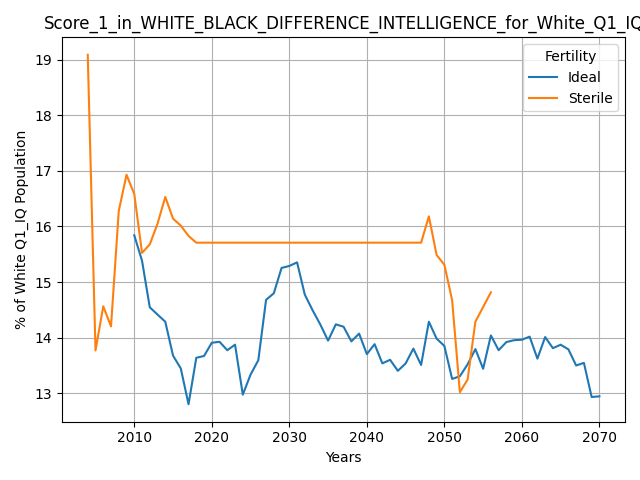 Score_1_in_WHITE_BLACK_DIFFERENCE_INTELLIGENCE_for_White_Q1_IQ
Fertility
Ideal
Sterile
% of White Q1_IQ Population
19
18
17
16
15
14
13
2010 2020 2030 2040 2050 2060 2070
Years